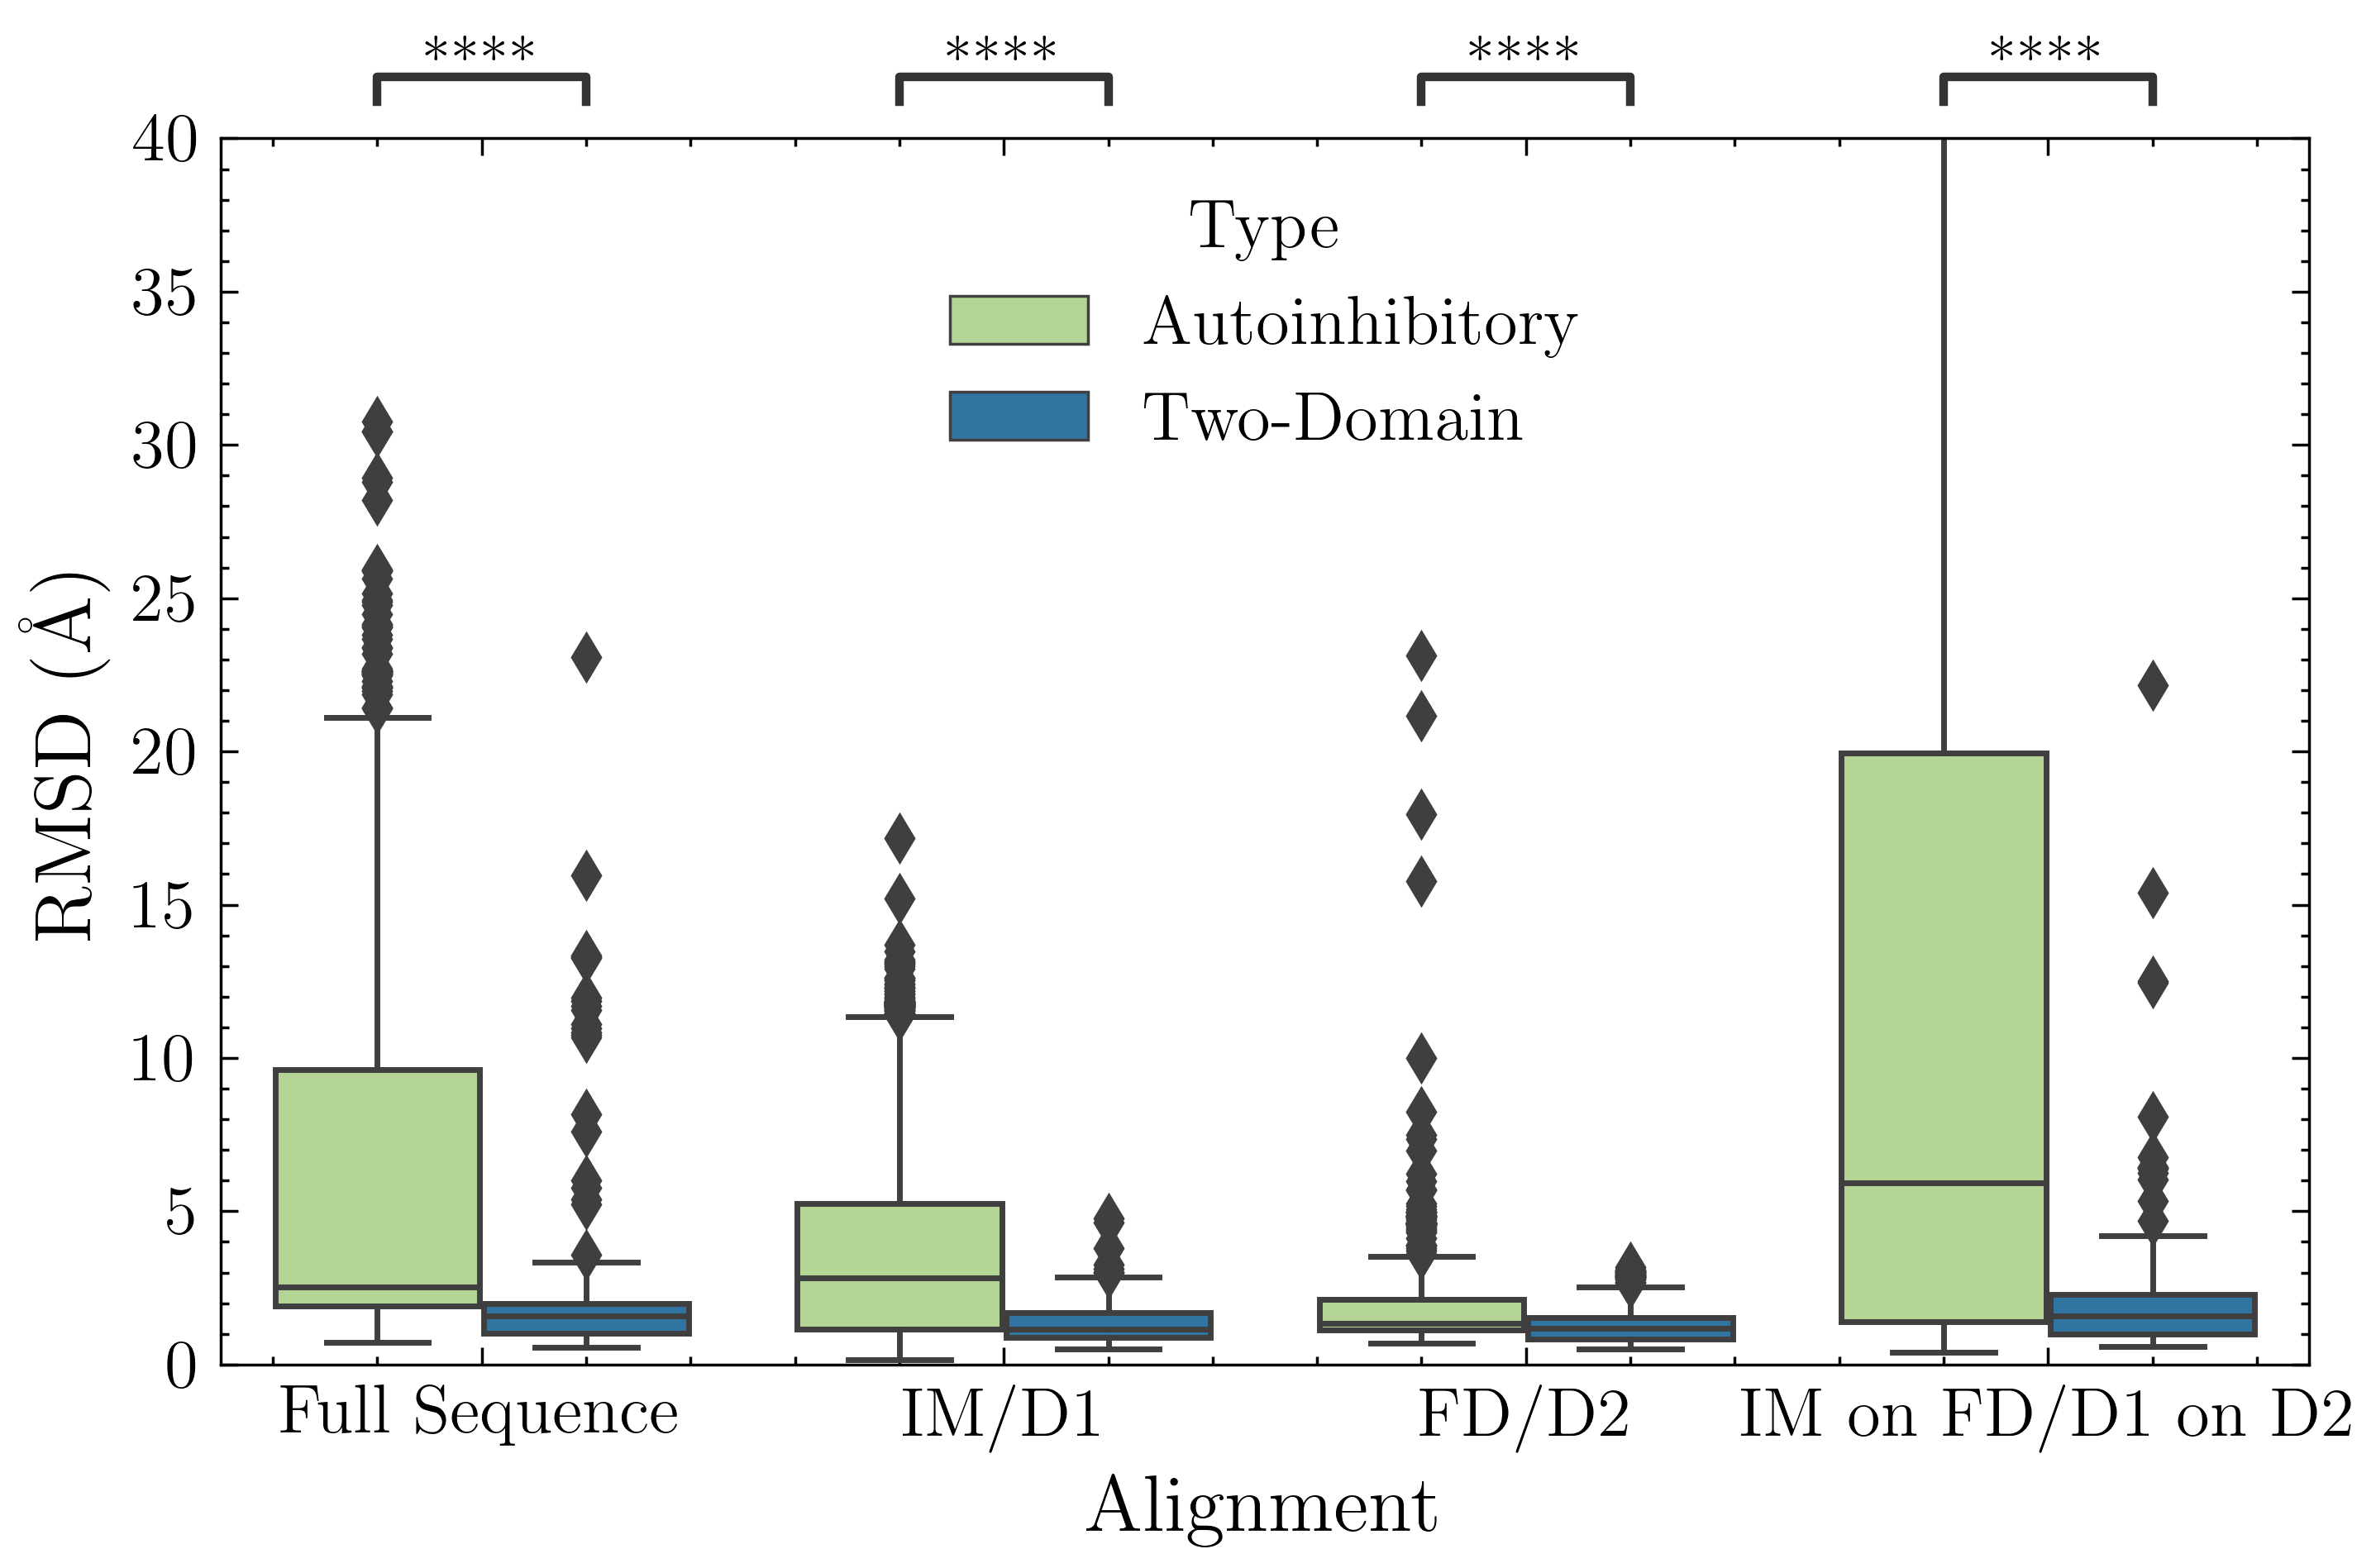 **** **** **** ****
40
35
30
25
20
15
10
5
0
RMSD (Å)
Type
Autoinhibitory
Two-Domain
Full Sequence IM/D1 FD/D2 IM on FD/D1 on D2
Alignment